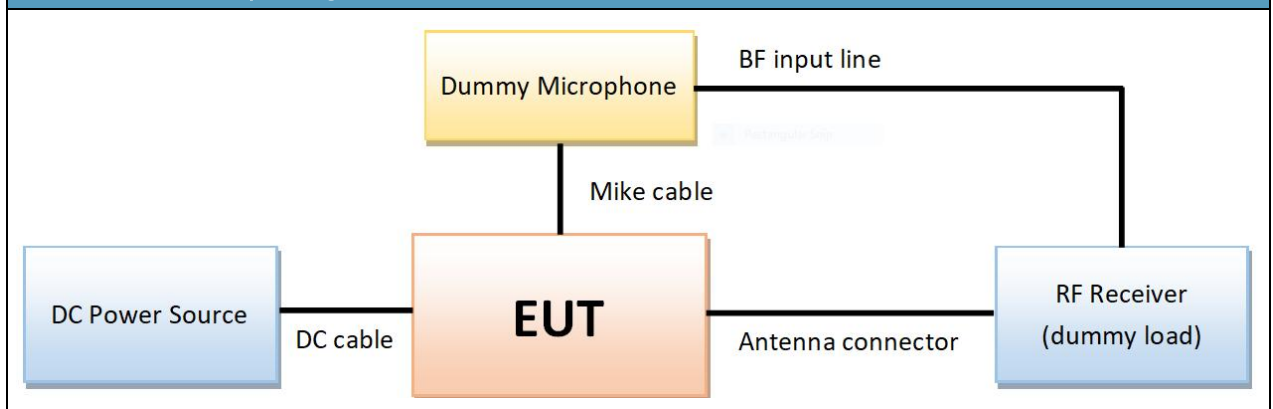 Dummy Microphone
BF input line
Mike cable
DC Power Source
DC cable
EUT
Antenna connector
RF Receiver
(dummy load)